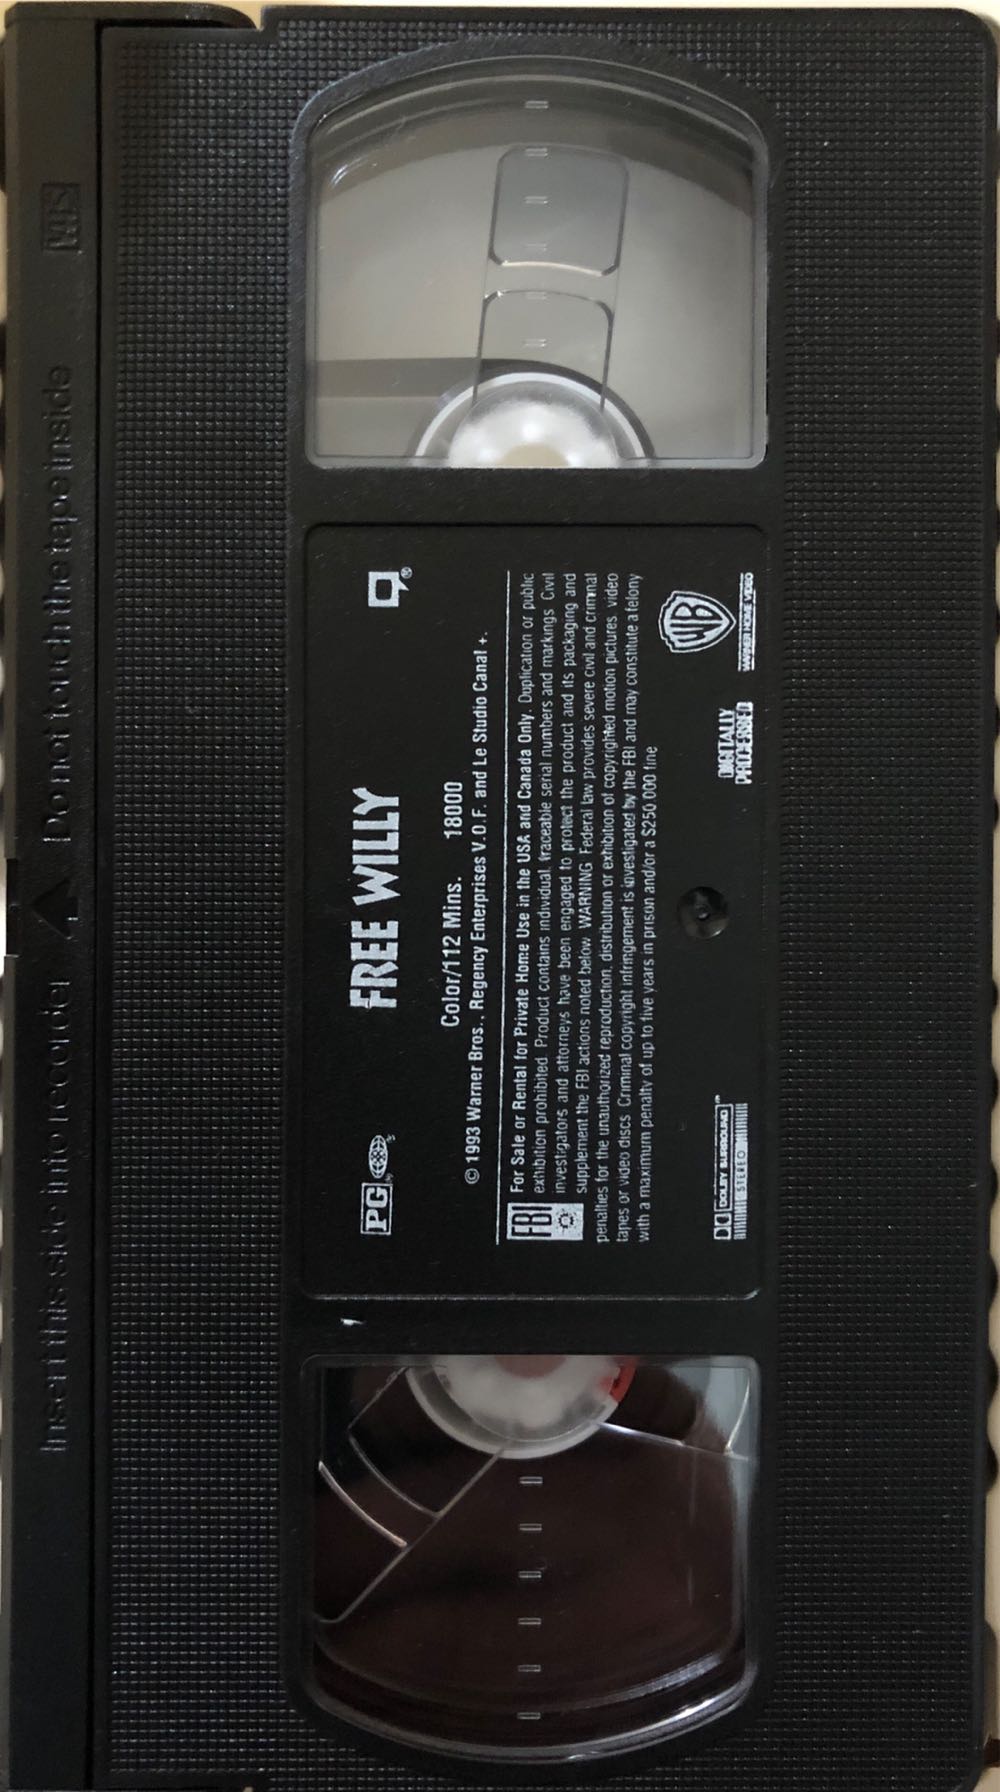 Insert this side into recorder Do not touch the tape inside
VHS
PG
FREE WILLY
Color/112 Mins. 18000
© 1993 Warner Bros., Regency Enterprises V.O.F. and Le Studio Canal +.
FBI
For Sale or Rental for Private Home Use in the USA and Canada Only. Duplication or public
exhibition prohibited. Product contains individual, traceable serial numbers and markings. Civil
investigators and attorneys have been engaged to protect the product and its packaging and
supplement the FBI actions noted below. WARNING Federal law provides severe civil and criminal
penalties for the unauthorized reproduction, distribution or exhibition of copyrighted motion pictures, video
tapes or video discs. Criminal copyright infringement is investigated by the FBI and may constitute a felony
with a maximum penalty of up to five years in prison and/or a $250 000 fine
DOLBY SURROUND™
STEREO
DIGITALLY
PROCESSED
WB
WARNER HOME VIDEO